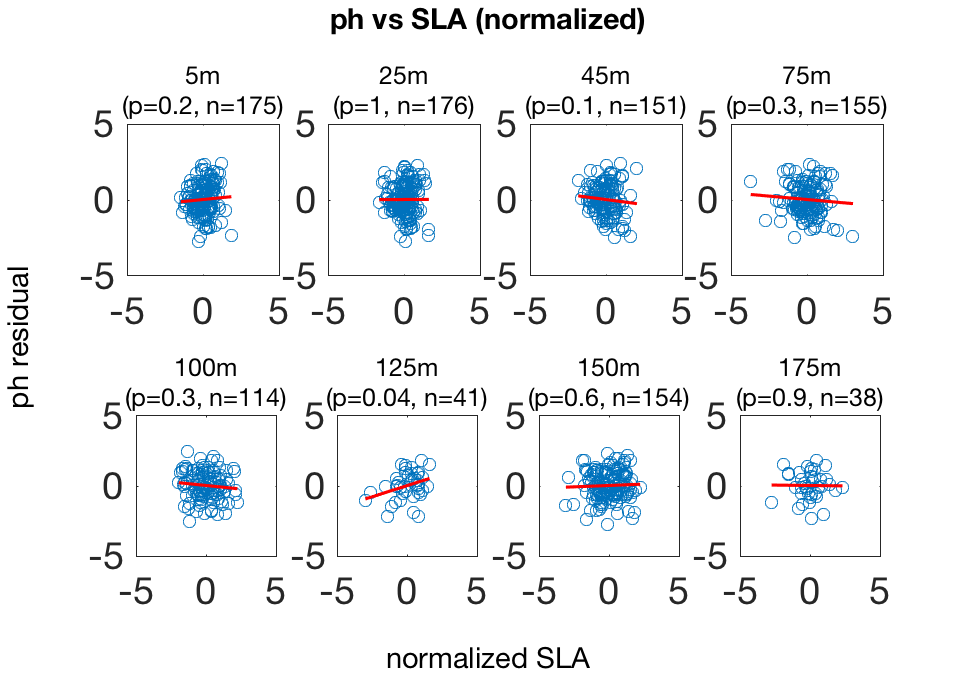 ph vs SLA (normalized)
5m
(p=0.2, n=175)
25m
(p=1, n=176)
45m
(p=0.1, n=151)
75m
(p=0.3, n=155)
5
0
-5
-5
0
5
5
0
-5
-5
0
5
5
0
-5
-5
0
5
5
0
-5
-5
0
5
ph residual
100m
(p=0.3, n=114)
125m
(p=0.04, n=41)
150m
(p=0.6, n=154)
175m
(p=0.9, n=38)
5
0
-5
-5
0
5
5
0
-5
-5
0
5
5
0
-5
-5
0
5
5
0
-5
-5
0
5
normalized SLA